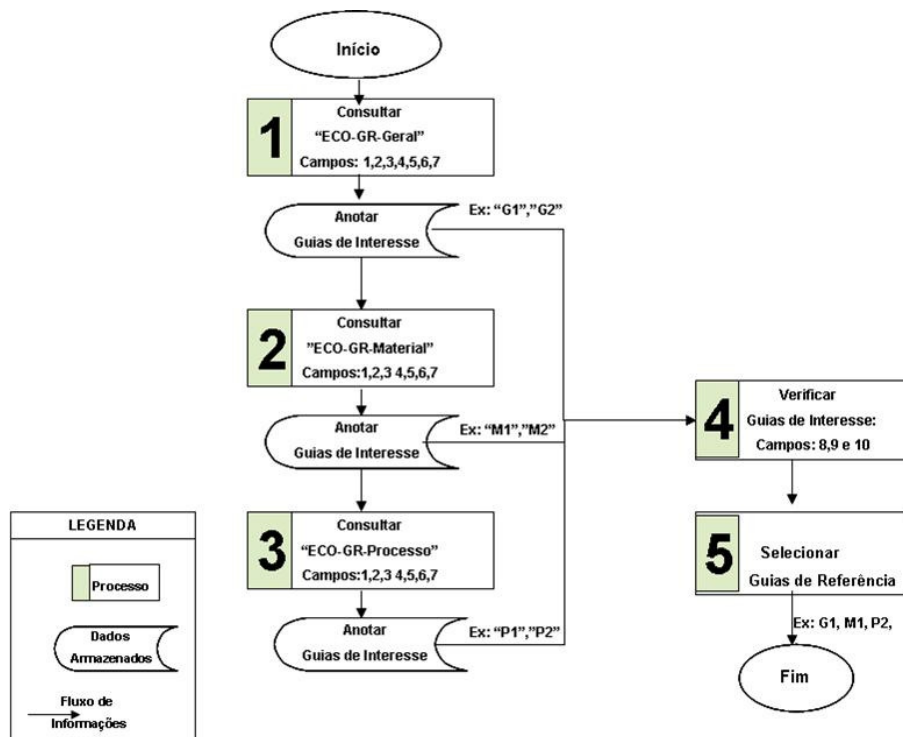 Início
1
Consultar
“ECO-GR-Geral”
Campos: 1,2,3,4,5,6,7
Anotar
Guias de Interesse
Ex: “G1”,”G2”
2
Consultar
”ECO-GR-Material”
Campos:1,2,3 4,5,6,7
Anotar
Guias de Interesse
Ex: “M1”,”M2”
3
Consultar
“ECO-GR-Processo”
Campos:1,2,3 4,5,6,7
Anotar
Guias de Interesse
Ex: “P1”,”P2”
4
Verificar
Guias de Interesse:
Campos: 8,9 e 10
5
Selecionar
Guias de Referência
Ex: G1, M1, P2,
Fim
LEGENDA
Processo
Dados
Armazenados
Fluxo de
Informações